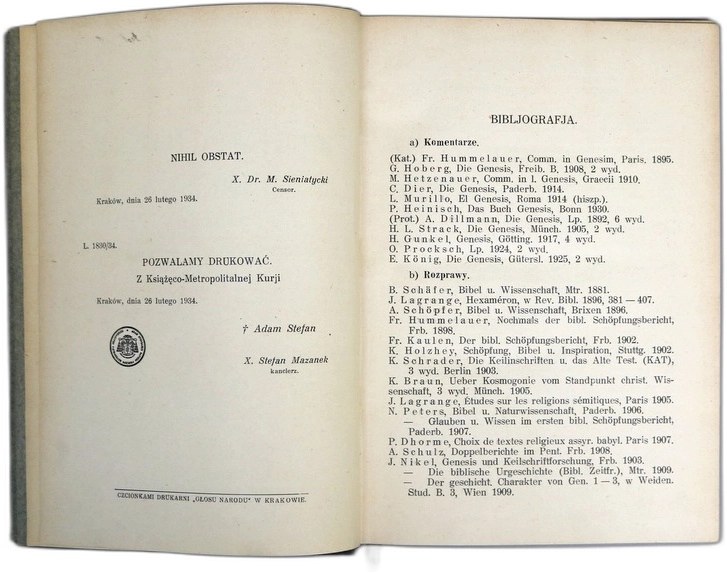 NIHIL OBSTAT.
X. Dr. M. Sieniatycki
Censor.
Kraków, dnia 26 lutego 1934.
L. 1830/34.
POZWALAMY DRUKOWAĆ.
Z Książęco-Metropolitalnej Kurji
Kraków, dnia 26 lutego 1934.
† Adam Stefan
X. Stefan Mazanek
kanclerz.
CZCIONKAMI DRUKARNI „GŁOSU NARODU" W KRAKOWIE.
BIBLJOGRAFJA.
a) Komentarze.
(Kat.) Fr. Hummelauer, Comm. in Genesim, Paris. 1895.
G. Hoberg, Die Genesis, Freib. B. 1908, 2 wyd.
M. Hetzenauer, Comm. in l. Genesis, Graecii 1910.
C. Dier, Die Genesis, Paderb. 1914.
L. Murillo, El Genesis, Roma 1914 (hiszp.).
P. Heinisch, Das Buch Genesis, Bonn 1930.
(Prot.) A. Dillmann, Die Genesis, Lp. 1892, 6 wyd.
H. L. Strack, Die Genesis, Münch. 1905, 2 wyd.
H. Gunkel, Genesis, Götting. 1917, 4 wyd.
O. Procksch, Lp. 1924, 2 wyd.
E. König, Die Genesis, Gütersl. 1925, 2 wyd.
b) Rozprawy.
B. Schäfer, Bibel u. Wissenschaft, Mtr. 1881.
J. Lagrange, Hexaméron, w Rev. Bibl. 1896, 381—407.
A. Schöpfer, Bibel u. Wissenschaft, Brixen 1896.
Fr. Hummelauer, Nochmals der bibl. Schöpfungsbericht,
Frb. 1898.
Fr. Kaulen, Der bibl. Schöpfungsbericht, Frb. 1902.
K. Holzhey, Schöpfung, Bibel u. Inspiration, Stuttg. 1902.
K. Schrader, Die Keilinschriften u. das Alte Test. (KAT),
3 wyd. Berlin 1903.
K. Braun, Ueber Kosmogonie vom Standpunkt christ. Wis-
senschaft, 3 wyd. Münch. 1905.
J. Lagrange, Études sur les religions sémitiques, Paris 1905.
N. Peters, Bibel u. Naturwissenschaft, Paderb. 1906.
— Glauben u. Wissen im ersten bibl. Schöpfungsbericht,
Paderb. 1907.
P. Dhorme, Choix de textes religieux assyr. babyl. Paris 1907.
A. Schulz, Doppelberichte im Pent. Frb. 1908.
J. Nikel, Genesis und Keilschriftforschung, Frb. 1903.
— Die biblische Urgeschichte (Bibl. Zeitfr.), Mtr. 1909.
— Der geschicht. Charakter von Gen. 1—3, w Weiden.
Stud. B. 3, Wien 1909.